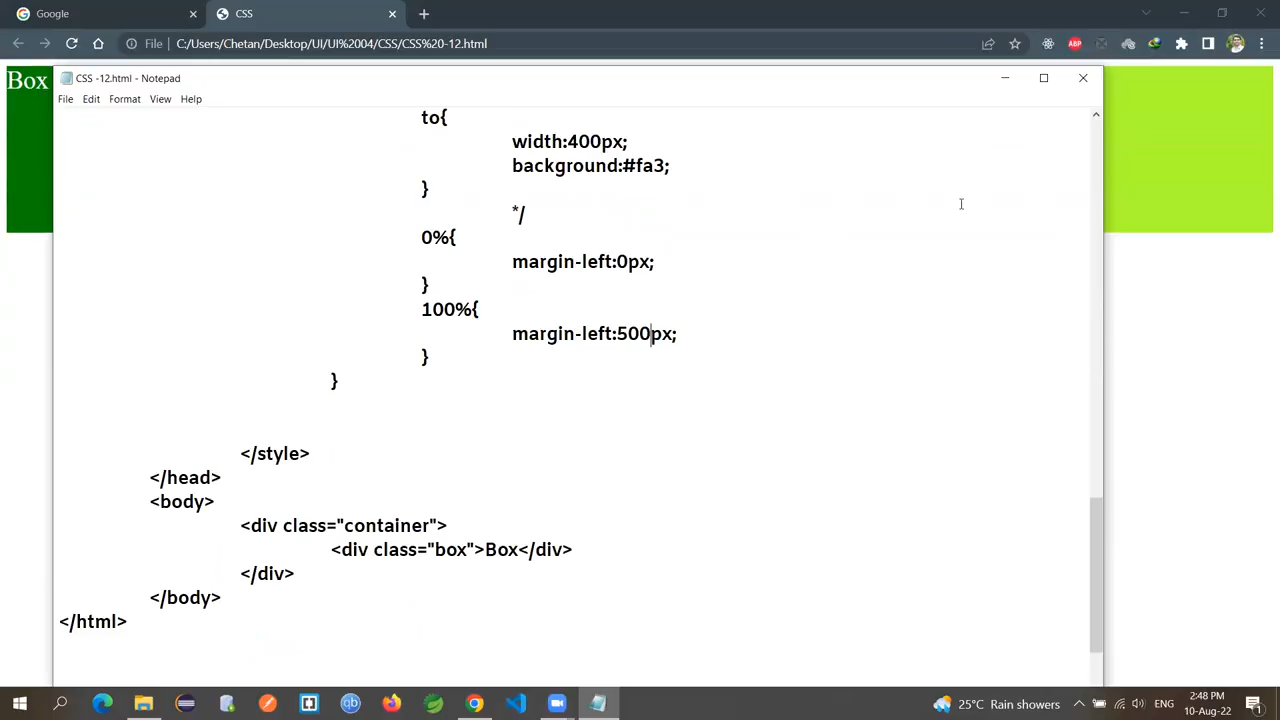 Google
CSS
File
C:/Users/Chetan/Desktop/UI/UI%2004/CSS/CSS%20-12.html
ABP
Box
CSS -12.html - Notepad
File Edit Format View Help
to{
width:400px;
background:#fa3;
}
*/
0%{
margin-left:0px;
}
100%{
margin-left:500px;
}
}
</style>
</head>
<body>
<div class="container">
<div class="box">Box</div>
</div>
</body>
</html>
25°C Rain showers
ENG
2:48 PM
10-Aug-22